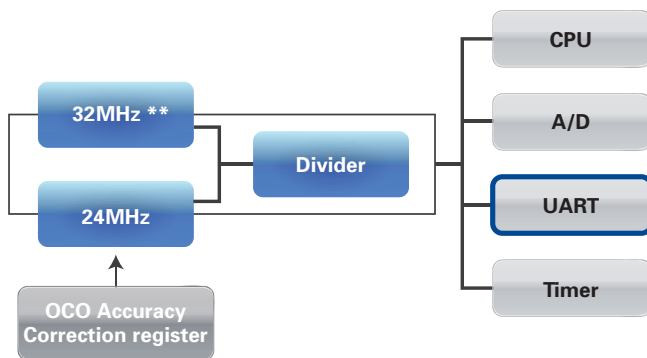 32MHz **
24MHz
Divider
OCO Accuracy
Correction register
CPU
A/D
UART
Timer